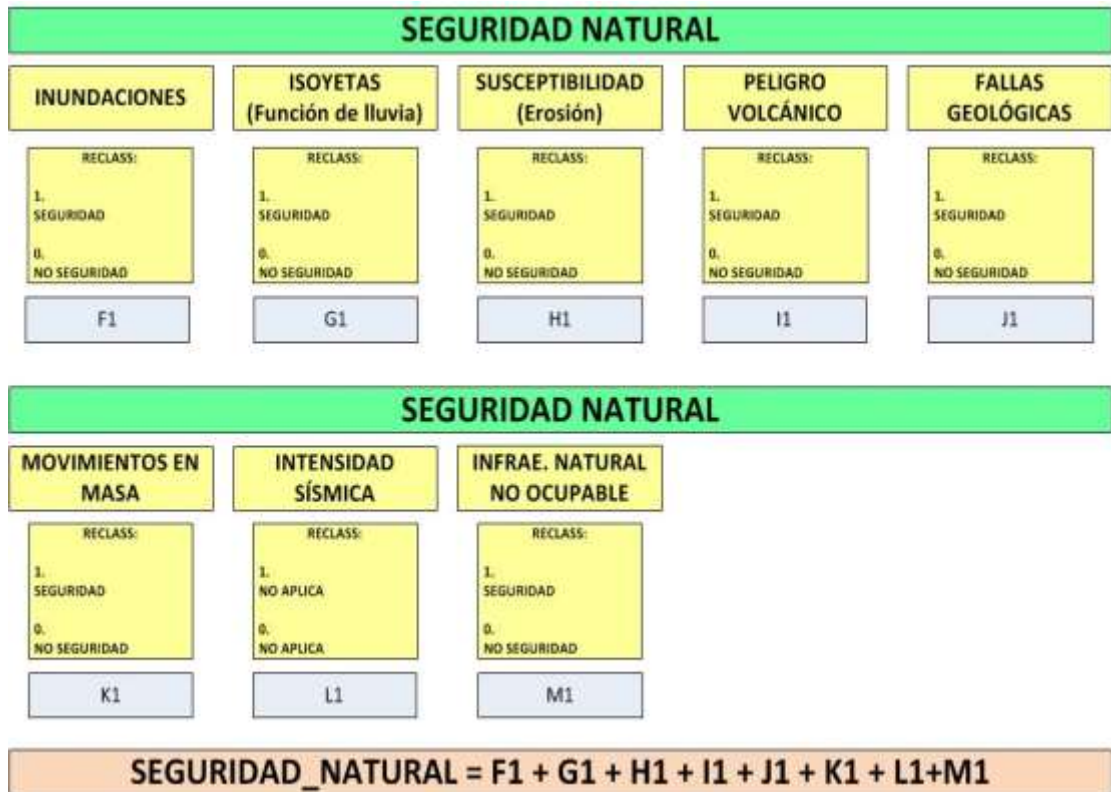 SEGURIDAD NATURAL
INUNDACIONES
ISOYETAS
(Función de lluvia)
SUSCEPTIBILIDAD
(Erosión)
PELIGRO
VOLCÁNICO
FALLAS
GEOLÓGICAS
RECLASS:
1.
SEGURIDAD
0.
NO SEGURIDAD
RECLASS:
1.
SEGURIDAD
0.
NO SEGURIDAD
RECLASS:
1.
SEGURIDAD
0.
NO SEGURIDAD
RECLASS:
1.
SEGURIDAD
0.
NO SEGURIDAD
RECLASS:
1.
SEGURIDAD
0.
NO SEGURIDAD
F1
G1
H1
I1
J1
SEGURIDAD NATURAL
MOVIMIENTOS EN
MASA
INTENSIDAD
SÍSMICA
INFRAE. NATURAL
NO OCUPABLE
RECLASS:
1.
SEGURIDAD
0.
NO SEGURIDAD
RECLASS:
1.
NO APLICA
0.
NO APLICA
RECLASS:
1.
SEGURIDAD
0.
NO SEGURIDAD
K1
L1
M1
SEGURIDAD_NATURAL = F1 + G1 + H1 + I1 + J1 + K1 + L1+M1